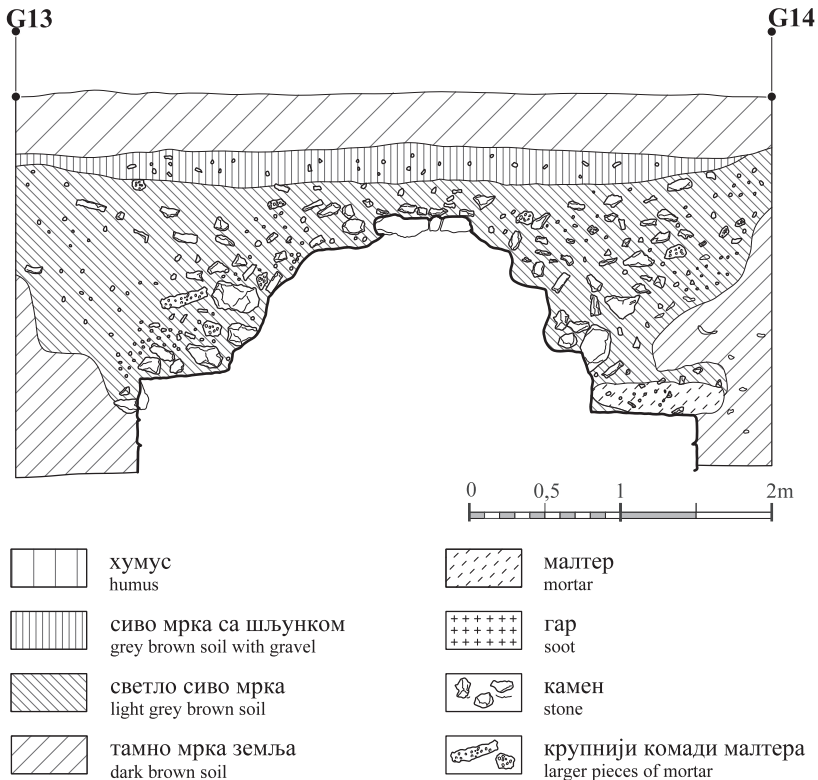 G13
G14
0 0,5 1 2m
хумус
humus
сиво мрка са шљунком
grey brown soil with gravel
светло сиво мрка
light grey brown soil
тамно мрка земља
dark brown soil
малтер
mortar
гар
soot
камен
stone
крупнији комади малтера
larger pieces of mortar